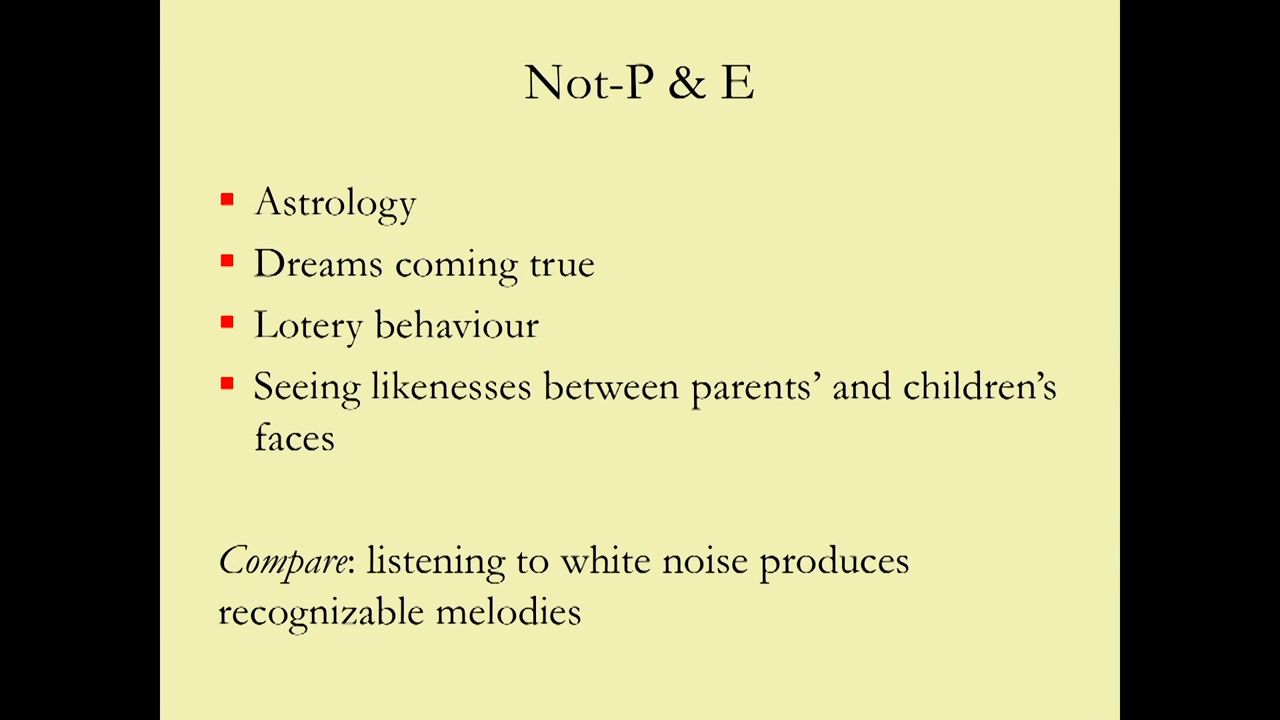 Not-P & E
▪ Astrology
▪ Dreams coming true
▪ Lotery behaviour
▪ Seeing likenesses between parents’ and children’s
faces
Compare: listening to white noise produces
recognizable melodies